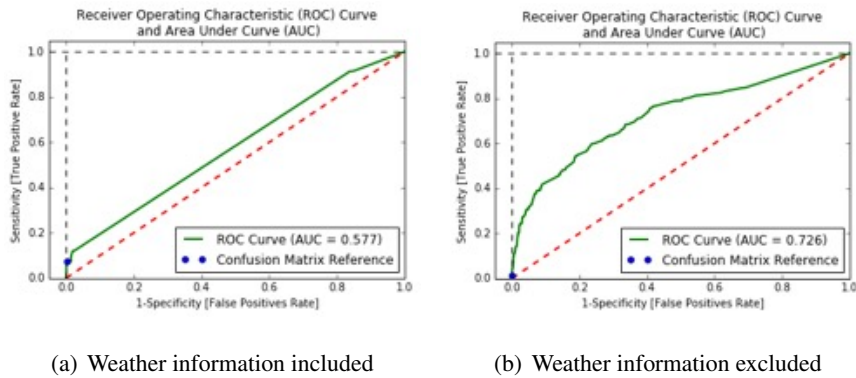 Receiver Operating Characteristic (ROC) Curve
and Area Under Curve (AUC)
Sensitivity [True Positive Rate]
1.0
0.8
0.6
0.4
0.2
0.0
ROC Curve (AUC = 0.577)
Confusion Matrix Reference
0.0 0.2 0.4 0.6 0.8 1.0
1-Specificity [False Positives Rate]
(a) Weather information included
Receiver Operating Characteristic (ROC) Curve
and Area Under Curve (AUC)
Sensitivity [True Positive Rate]
1.0
0.8
0.6
0.4
0.2
0.0
ROC Curve (AUC = 0.726)
Confusion Matrix Reference
0.0 0.2 0.4 0.6 0.8 1.0
1-Specificity [False Positives Rate]
(b) Weather information excluded